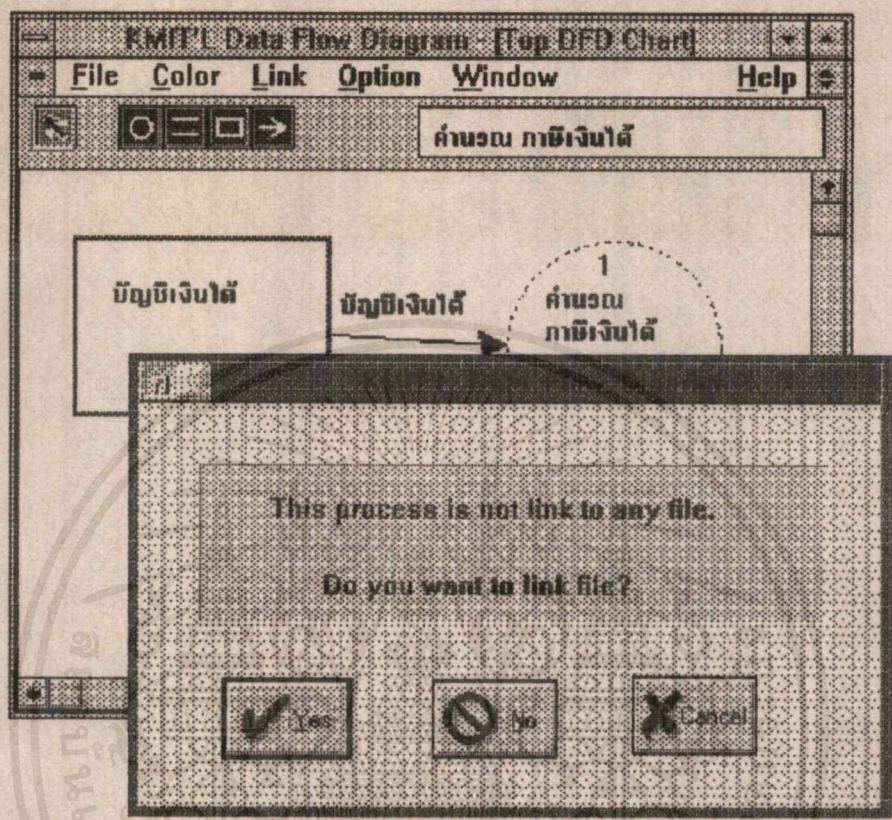 KMIT'L Data Flow Diagram - [Top DFD Chart]
File Color Link Option Window Help
คำนวณ ภาษีเงินได้
บัญชีเงินได้
บัญชีเงินได้
1
คำนวณ
ภาษีเงินได้
This process is not link to any file.
Do you want to link file?
Yes
No
Cancel